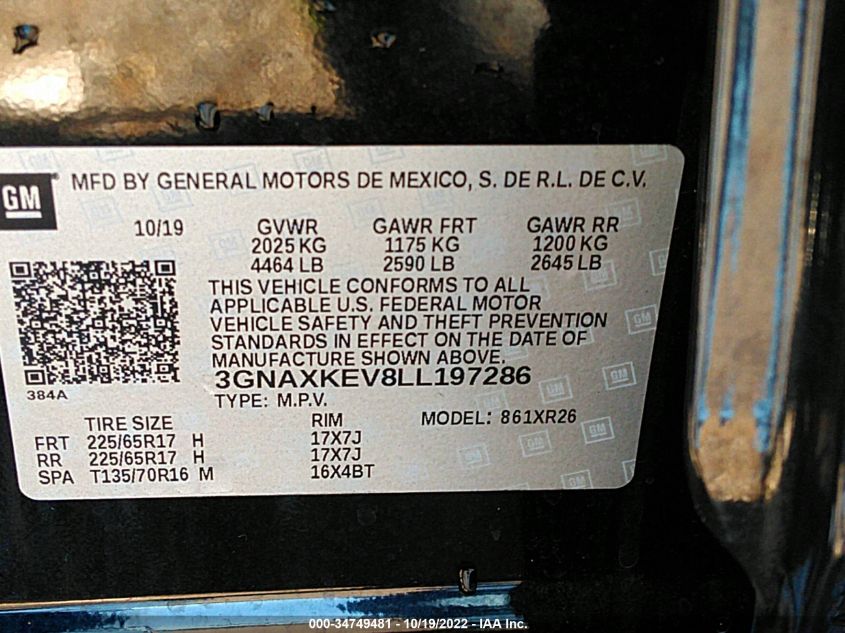 GM MFD BY GENERAL MOTORS DE MEXICO, S. DE R.L. DE C.V.
10/19 GVWR GAWR FRT GAWR RR
2025 KG 1175 KG 1200 KG
4464 LB 2590 LB 2645 LB
THIS VEHICLE CONFORMS TO ALL
APPLICABLE U.S. FEDERAL MOTOR
VEHICLE SAFETY AND THEFT PREVENTION
STANDARDS IN EFFECT ON THE DATE OF
MANUFACTURE SHOWN ABOVE.
384A
3GNAXKEV8LL197286
TYPE: M.P.V.
TIRE SIZE RIM MODEL: 861XR26
FRT 225/65R17 H 17X7J
RR 225/65R17 H 17X7J
SPA T135/70R16 M 16X4BT
000-34749481 - 10/19/2022 - IAA Inc.